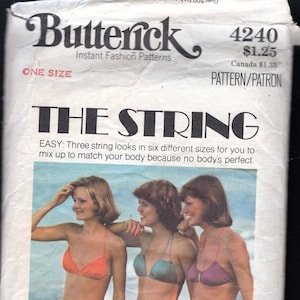 Butterick
4240
Instant Fashion Patterns
$1.25
Canada $1.35
ONE SIZE
PATTERN/PATRON
THE STRING
EASY: Three string looks in six different sizes for you to
mix up to match your body because no body's perfect.